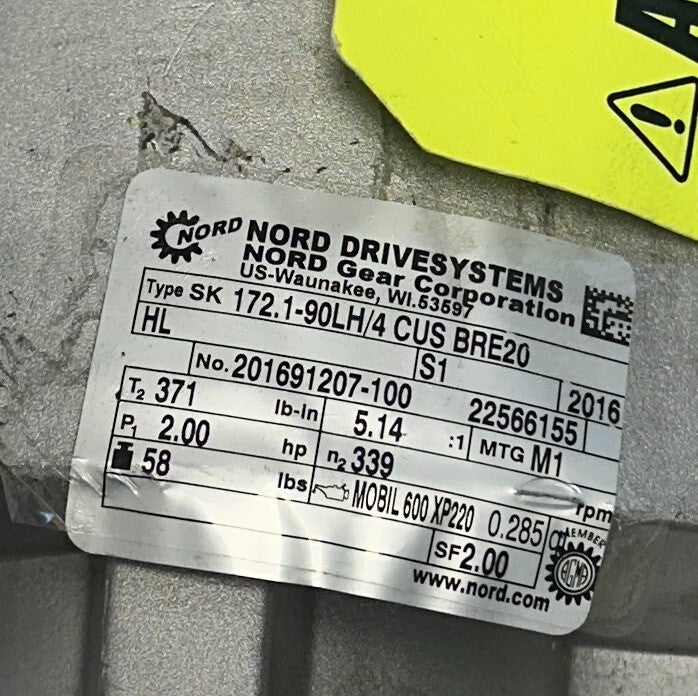 NORD NORD DRIVESYSTEMS
NORD Gear Corporation
US-Waunakee, WI.53597
Type SK 172.1-90LH/4 CUS BRE20
HL S1 2016
No. 201691207-100 22566155
T2 371 lb-in 5.14 :1 MTG M1
P1 2.00 hp n2 339 rpm
58 lbs MOBIL 600 XP220 0.285
SF 2.00
MEMBER
AGMA
www.nord.com